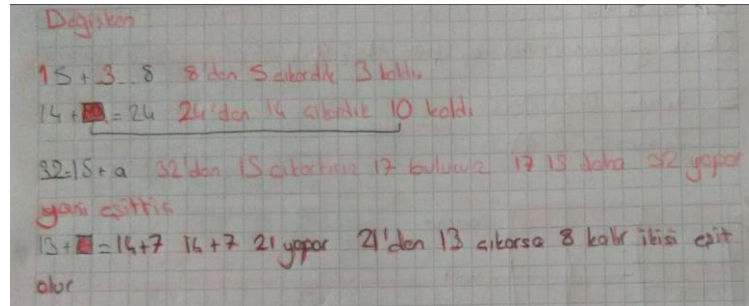 Değişken
15 + 3 _ 8 8'den 5 çıkardık 3 kaldı.
14 + = 24 24'den 14 çıkardık 10 kaldı
32=15+a 32'dan 15 çıkartınız 17 buluruz 17 15 daha 32 yapar
yani eşittir
13 + = 14+7 14+7 21 yapar 21'den 13 çıkarsa 8 kalır ikisi eşit
olur